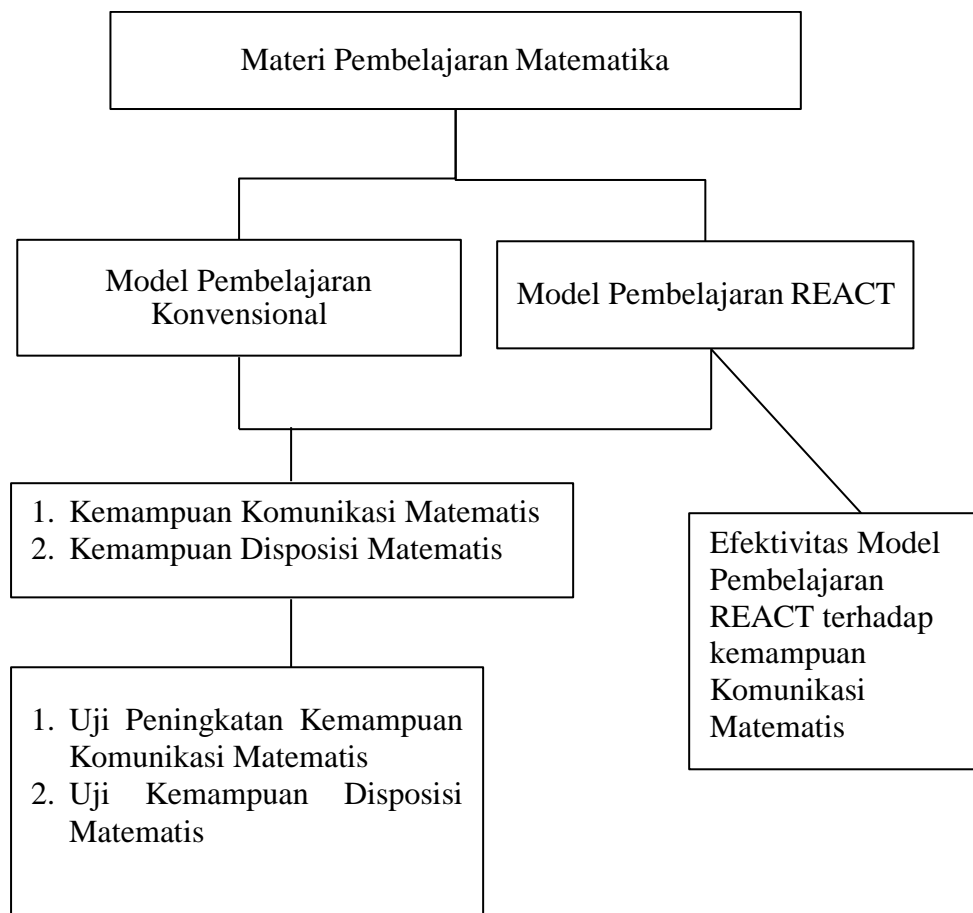 Materi Pembelajaran Matematika
Model Pembelajaran
Konvensional
Model Pembelajaran REACT
1. Kemampuan Komunikasi Matematis
2. Kemampuan Disposisi Matematis
Efektivitas Model
Pembelajaran
REACT terhadap
kemampuan
Komunikasi
Matematis
1. Uji Peningkatan Kemampuan
Komunikasi Matematis
2. Uji Kemampuan Disposisi
Matematis